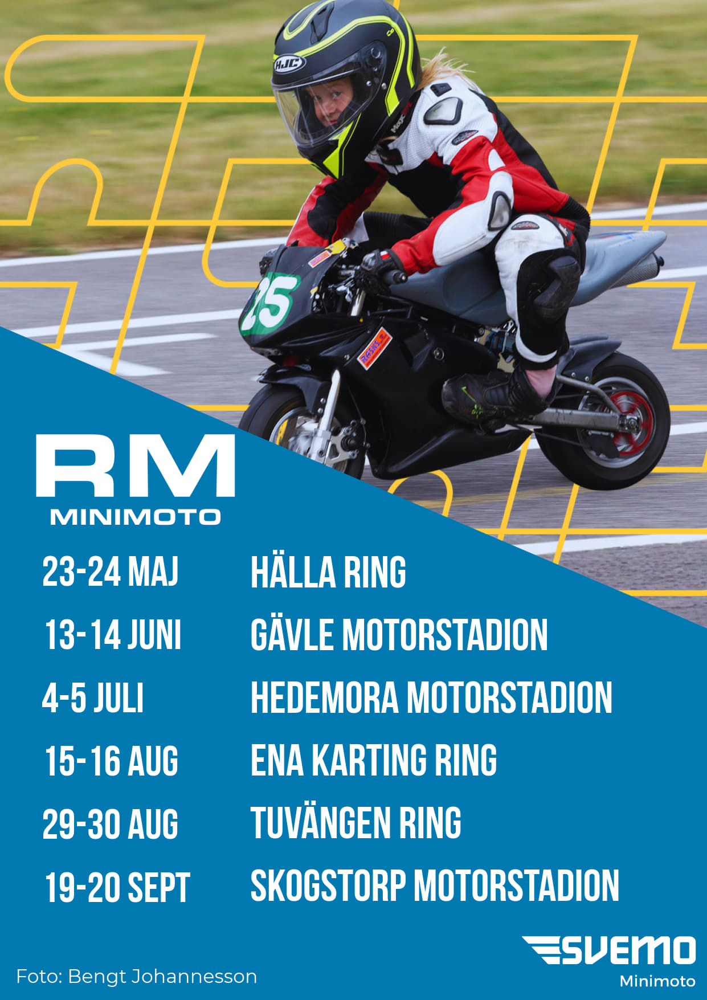 HJC
25
RASKS_R
RM
MINIMOTO
23-24 MAJ HÄLLA RING
13-14 JUNI GÄVLE MOTORSTADION
4-5 JULI HEDEMORA MOTORSTADION
15-16 AUG ENA KARTING RING
29-30 AUG TUVÄNGEN RING
19-20 SEPT SKOGSTORP MOTORSTADION
SVEMO
Minimoto
Foto: Bengt Johannesson